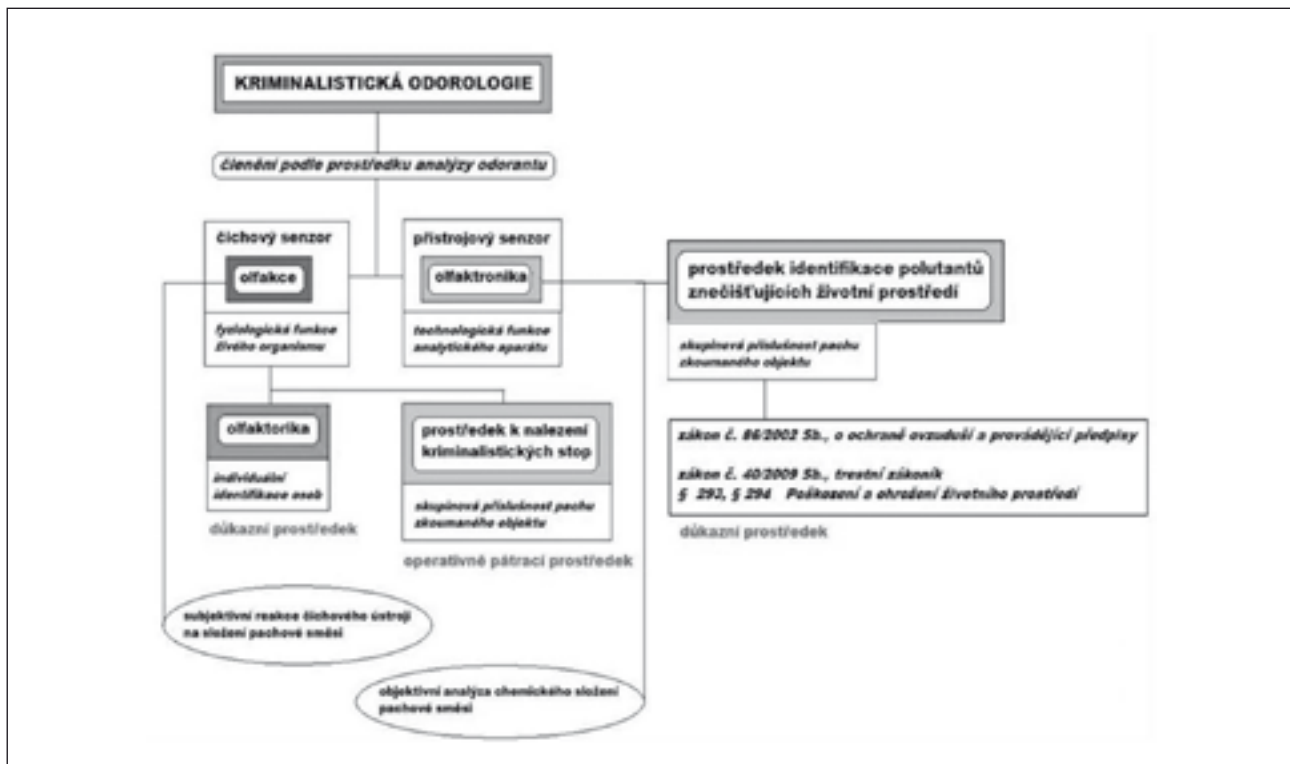 KRIMINALISTICKÁ ODOROLOGIE
členění podle prostředku analýzy odorantu
čichový senzor
olfakce
fyziologická funkce
živého organismu
přístrojový senzor
olfaktronika
technologická funkce
analytického aparátu
prostředek identifikace polutantů
znečišťujících životní prostředí
skupinová příslušnost pachu
zkoumaného objektu
olfaktorika
individuální
identifikace osob
důkazní prostředek
prostředek k nalezení
kriminalistických stop
skupinová příslušnost pachu
zkoumaného objektu
operativně pátrací prostředek
zákon č. 86/2002 Sb., o ochraně ovzduší a provádějící předpisy
zákon č. 40/2009 Sb., trestní zákoník
§ 293, § 294 Poškození a ohrožení životního prostředí
důkazní prostředek
subjektivní reakce čichového ústrojí
na složení pachové směsi
objektivní analýza chemického složení
pachové směsi